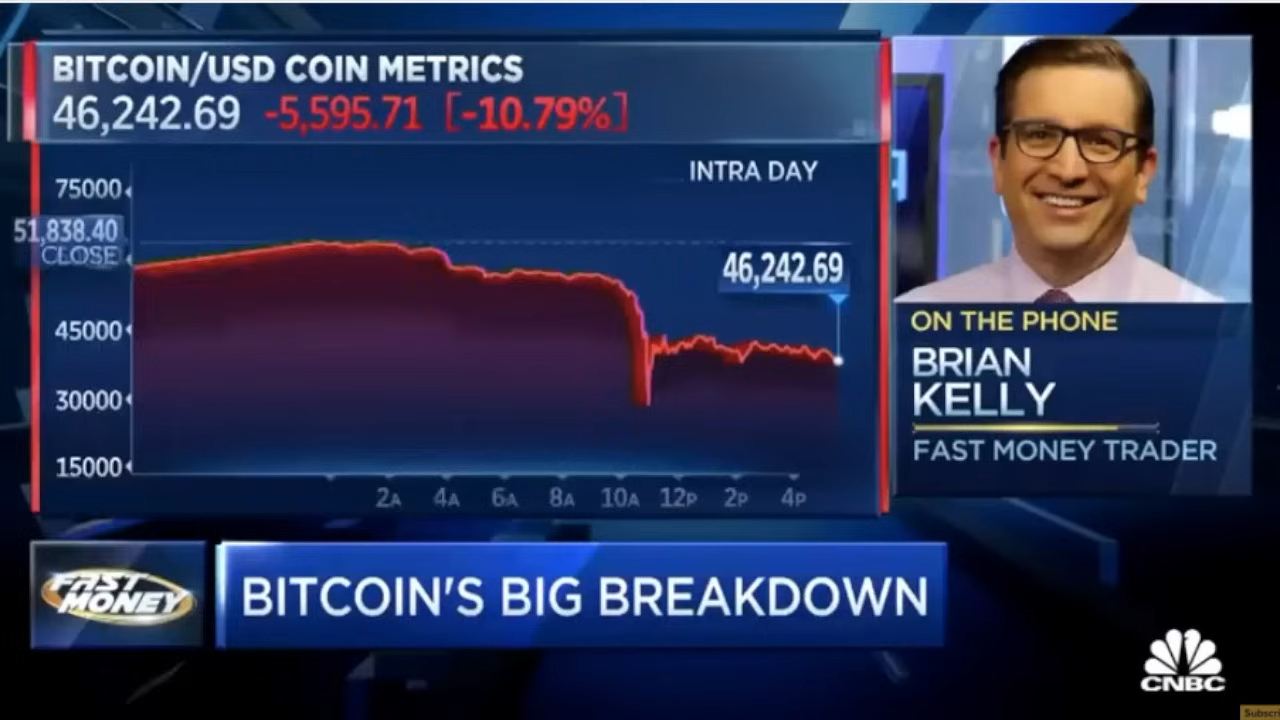 BITCOIN/USD COIN METRICS
46,242.69 -5,595.71 [-10.79%]
INTRA DAY
75000
51,838.40
CLOSE
46,242.69
45000
30000
15000
2A 4A 6A 8A 10A 12P 2P 4P
ON THE PHONE
BRIAN
KELLY
FAST MONEY TRADER
FAST
MONEY
BITCOIN'S BIG BREAKDOWN
CNBC